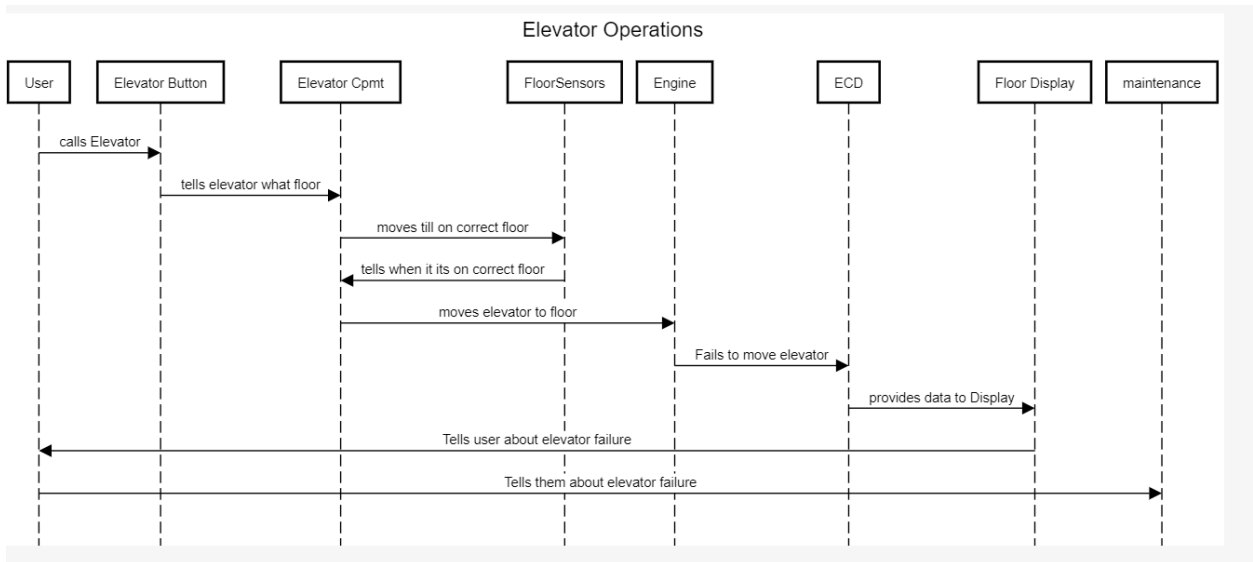 Elevator Operations
User
Elevator Button
Elevator Cpmt
FloorSensors
Engine
ECD
Floor Display
maintenance
calls Elevator
tells elevator what floor
moves till on correct floor
tells when it its on correct floor
moves elevator to floor
Fails to move elevator
provides data to Display
Tells user about elevator failure
Tells them about elevator failure